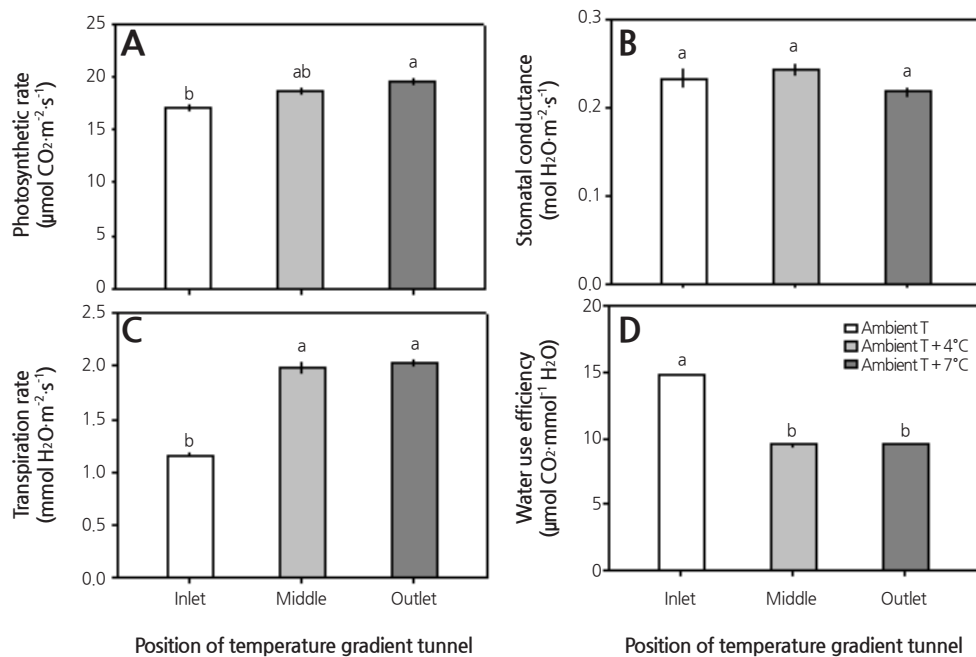 A
Photosynthetic rate
(μmol CO₂·m⁻²·s⁻¹)
25
20
15
10
5
0
b
ab
a
B
Stomatal conductance
(mol H₂O·m⁻²·s⁻¹)
0.3
0.2
0.1
0.0
a
a
a
C
Transpiration rate
(mmol H₂O·m⁻²·s⁻¹)
2.5
2.0
1.5
1.0
0.5
0.0
b
a
a
Inlet
Middle
Outlet
Position of temperature gradient tunnel
D
Water use efficiency
(μmol CO₂·mmol⁻¹ H₂O)
20
15
10
5
0
a
b
b
Ambient T
Ambient T + 4°C
Ambient T + 7°C
Inlet
Middle
Outlet
Position of temperature gradient tunnel